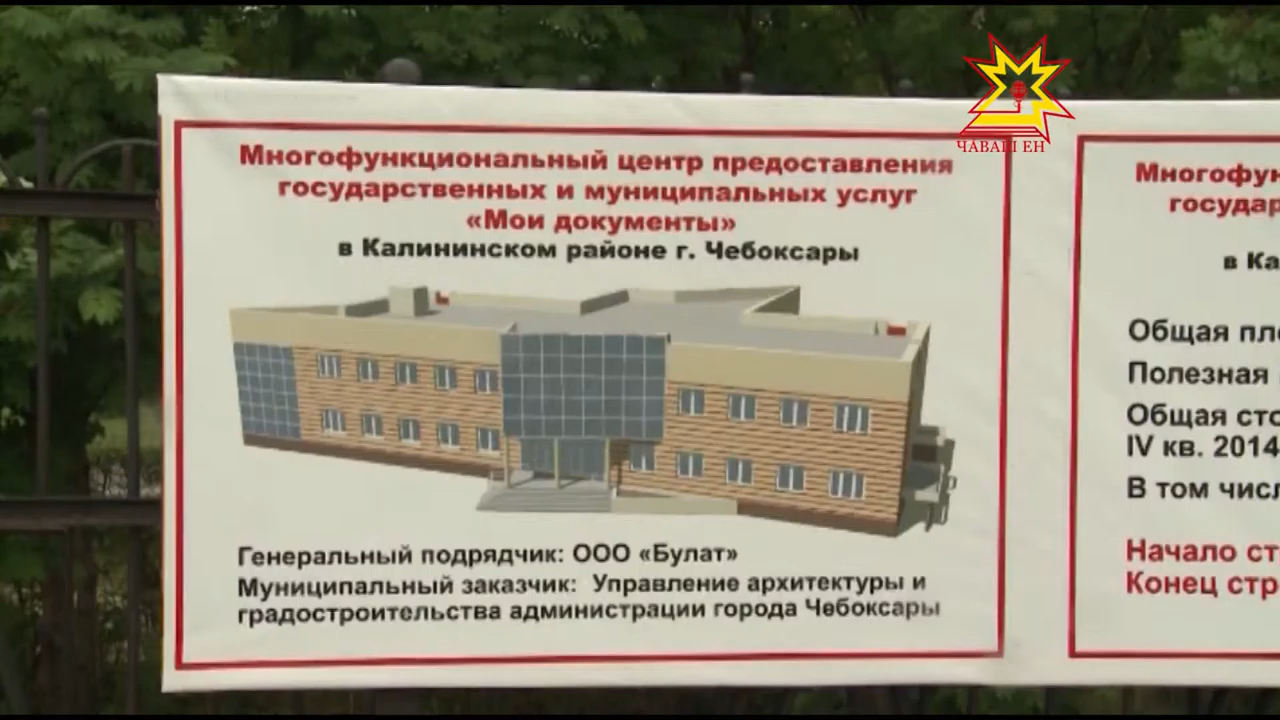 ЧӐВАШ ЕН
Многофункциональный центр предоставления
государственных и муниципальных услуг
«Мои документы»
в Калининском районе г. Чебоксары
Генеральный подрядчик: ООО «Булат»
Муниципальный заказчик: Управление архитектуры и
градостроительства администрации города Чебоксары
Многофун
государ
в Ка
Общая пло
Полезная
Общая сто
IV кв. 2014
В том числ
Начало ст
Конец стр